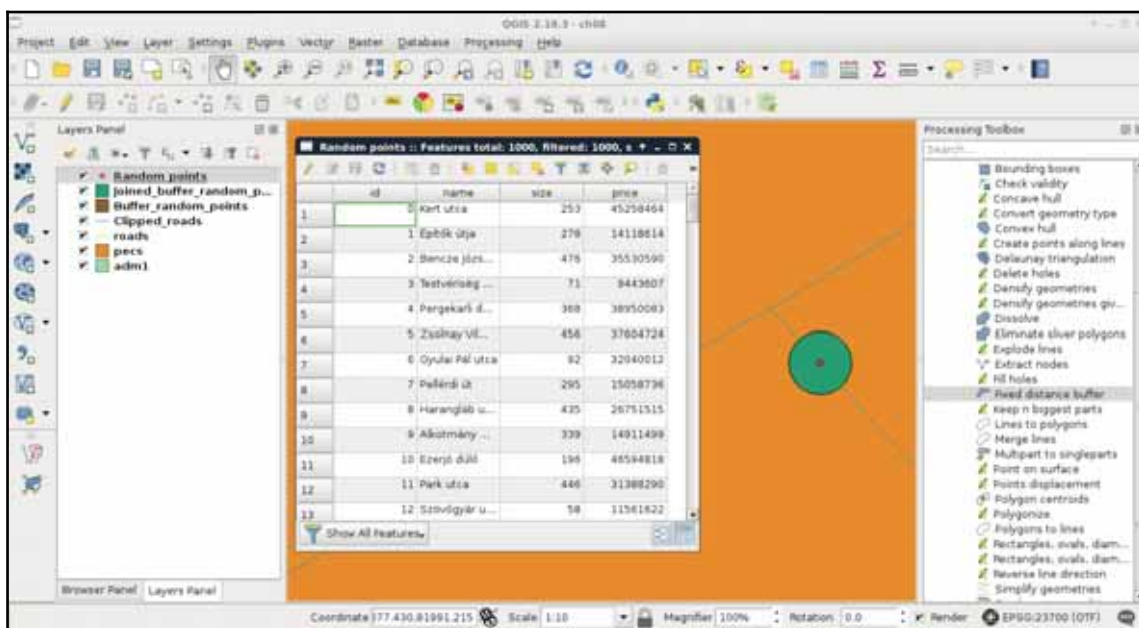 QGIS 2.18.3 - ch08
Project Edit View Layer Settings Plugins Vector Raster Database Processing Help
Layers Panel
Random points
Joined_buffer_random_p...
Buffer_random_points
Clipped_roads
roads
pecs
adm1
Browser Panel Layers Panel
Random points :: Features total: 1000, filtered: 1000, s
id name size price
1 0 Kert utca 253 45258464
2 1 Építők útja 278 14118614
3 2 Bencze Józs... 476 35530590
4 3 Testvériség ... 71 9443607
5 4 Pergekarli d... 368 38950083
6 5 Zsolnay Vil... 456 37604724
7 6 Gyulai Pál utca 92 32040012
8 7 Pellérdi út 295 15058736
9 8 Harangláb u... 435 26751515
10 9 Alkotmány ... 339 14911499
11 10 Ezerjó dűlő 196 46594818
12 11 Park utca 446 31388290
13 12 Szövőgyár u... 58 11561622
Show All Features
Processing Toolbox
Search...
Bounding boxes
Check validity
Concave hull
Convert geometry type
Convex hull
Create points along lines
Delaunay triangulation
Delete holes
Densify geometries
Densify geometries giv...
Dissolve
Eliminate sliver polygons
Explode lines
Extract nodes
Fill holes
Fixed distance buffer
Keep n biggest parts
Lines to polygons
Merge lines
Multipart to singleparts
Point on surface
Points displacement
Polygon centroids
Polygonize
Polygons to lines
Rectangles, ovals, diam...
Rectangles, ovals, diam...
Reverse line direction
Simplify geometries
Coordinate Scale 1:10 Magnifier 100% Rotation 0.0 Render EPSG:23700 (OTF)